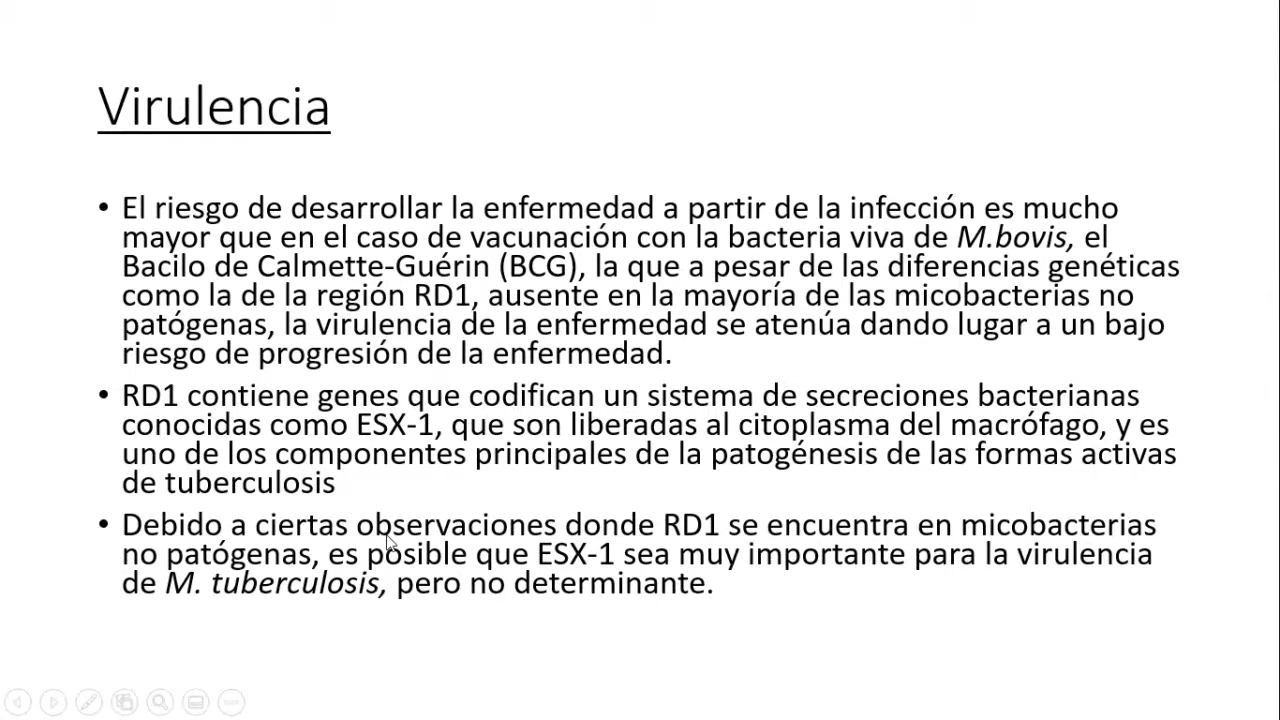 Virulencia
• El riesgo de desarrollar la enfermedad a partir de la infección es mucho
mayor que en el caso de vacunación con la bacteria viva de M.bovis, el
Bacilo de Calmette-Guérin (BCG), la que a pesar de las diferencias genéticas
como la de la región RD1, ausente en la mayoría de las micobacterias no
patógenas, la virulencia de la enfermedad se atenúa dando lugar a un bajo
riesgo de progresión de la enfermedad.
• RD1 contiene genes que codifican un sistema de secreciones bacterianas
conocidas como ESX-1, que son liberadas al citoplasma del macrófago, y es
uno de los componentes principales de la patogénesis de las formas activas
de tuberculosis
• Debido a ciertas observaciones donde RD1 se encuentra en micobacterias
no patógenas, es posible que ESX-1 sea muy importante para la virulencia
de M. tuberculosis, pero no determinante.